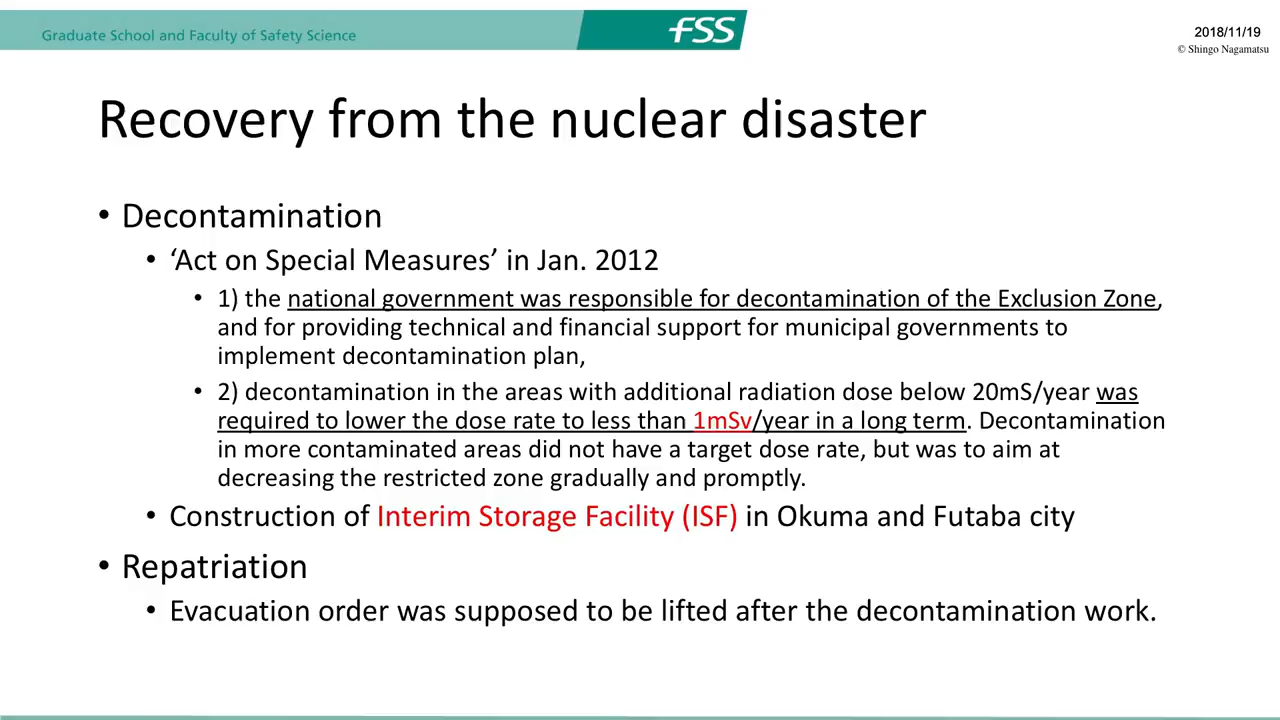 Graduate School and Faculty of Safety Science
FSS
2018/11/19
© Shingo Nagamatsu
Recovery from the nuclear disaster
• Decontamination
• ‘Act on Special Measures’ in Jan. 2012
• 1) the national government was responsible for decontamination of the Exclusion Zone,
and for providing technical and financial support for municipal governments to
implement decontamination plan,
• 2) decontamination in the areas with additional radiation dose below 20mS/year was
required to lower the dose rate to less than 1mSv/year in a long term. Decontamination
in more contaminated areas did not have a target dose rate, but was to aim at
decreasing the restricted zone gradually and promptly.
• Construction of Interim Storage Facility (ISF) in Okuma and Futaba city
• Repatriation
• Evacuation order was supposed to be lifted after the decontamination work.